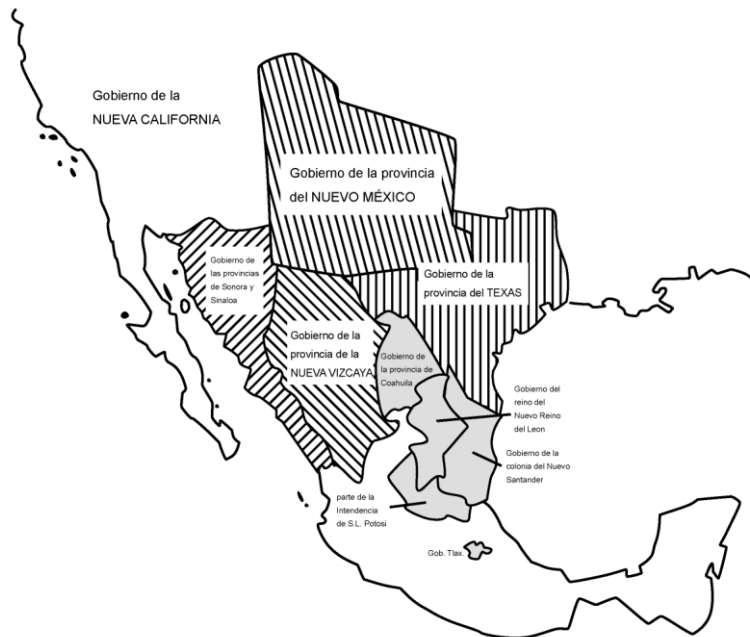 Gobierno de la
NUEVA CALIFORNIA
Gobierno de la provincia
del NUEVO MÉXICO
Gobierno de
las provincias
de Sonora y
Sinaloa
Gobierno de la
provincia del TEXAS
Gobierno de la
provincia de la
NUEVA VIZCAYA
Gobierno de
la provincia de
Coahuila
Gobierno del
reino del
Nuevo Reino
del Leon
Gobierno de la
colonia del Nuevo
Santander
parte de la
Intendencia
de S.L. Potosi
Gob. Tlax.